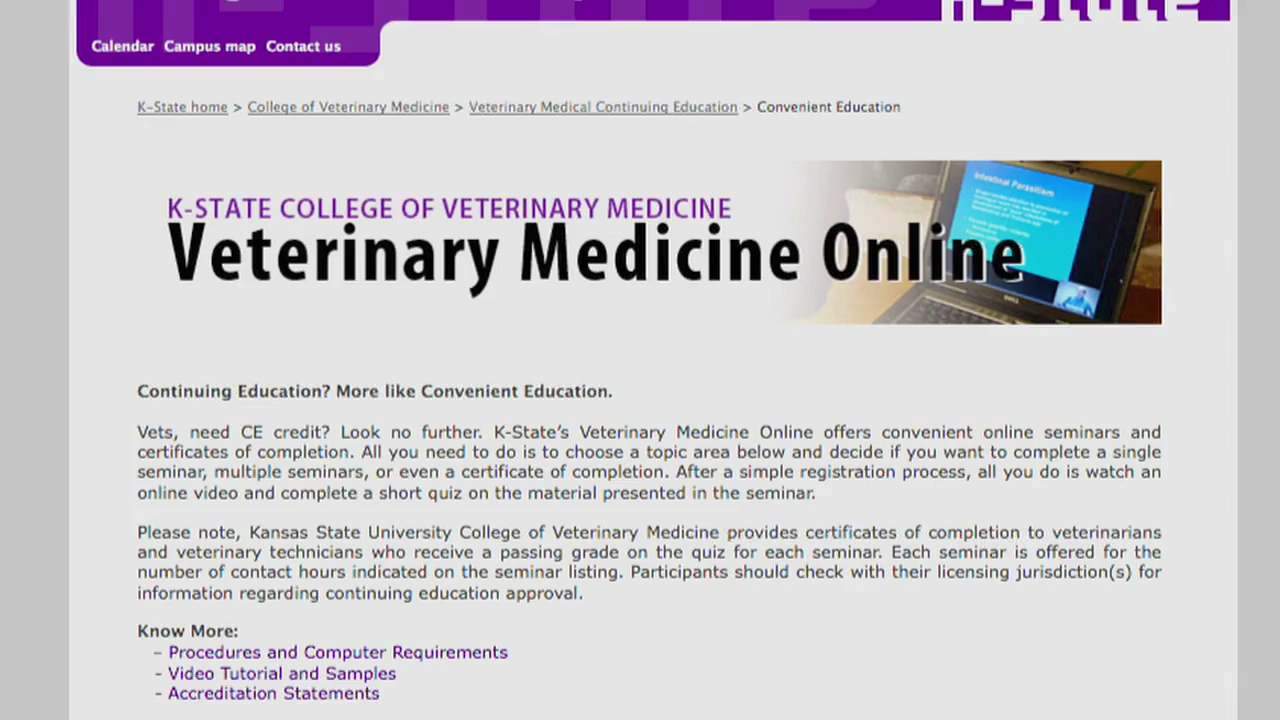 K-State
Calendar Campus map Contact us
K-State home > College of Veterinary Medicine > Veterinary Medical Continuing Education > Convenient Education
Intestinal Parasitism
K-STATE COLLEGE OF VETERINARY MEDICINE
Veterinary Medicine Online
DELL
Continuing Education? More like Convenient Education.
Vets, need CE credit? Look no further. K-State's Veterinary Medicine Online offers convenient online seminars and
certificates of completion. All you need to do is to choose a topic area below and decide if you want to complete a single
seminar, multiple seminars, or even a certificate of completion. After a simple registration process, all you do is watch an
online video and complete a short quiz on the material presented in the seminar.
Please note, Kansas State University College of Veterinary Medicine provides certificates of completion to veterinarians
and veterinary technicians who receive a passing grade on the quiz for each seminar. Each seminar is offered for the
number of contact hours indicated on the seminar listing. Participants should check with their licensing jurisdiction(s) for
information regarding continuing education approval.
Know More:
– Procedures and Computer Requirements
- Video Tutorial and Samples
- Accreditation Statements